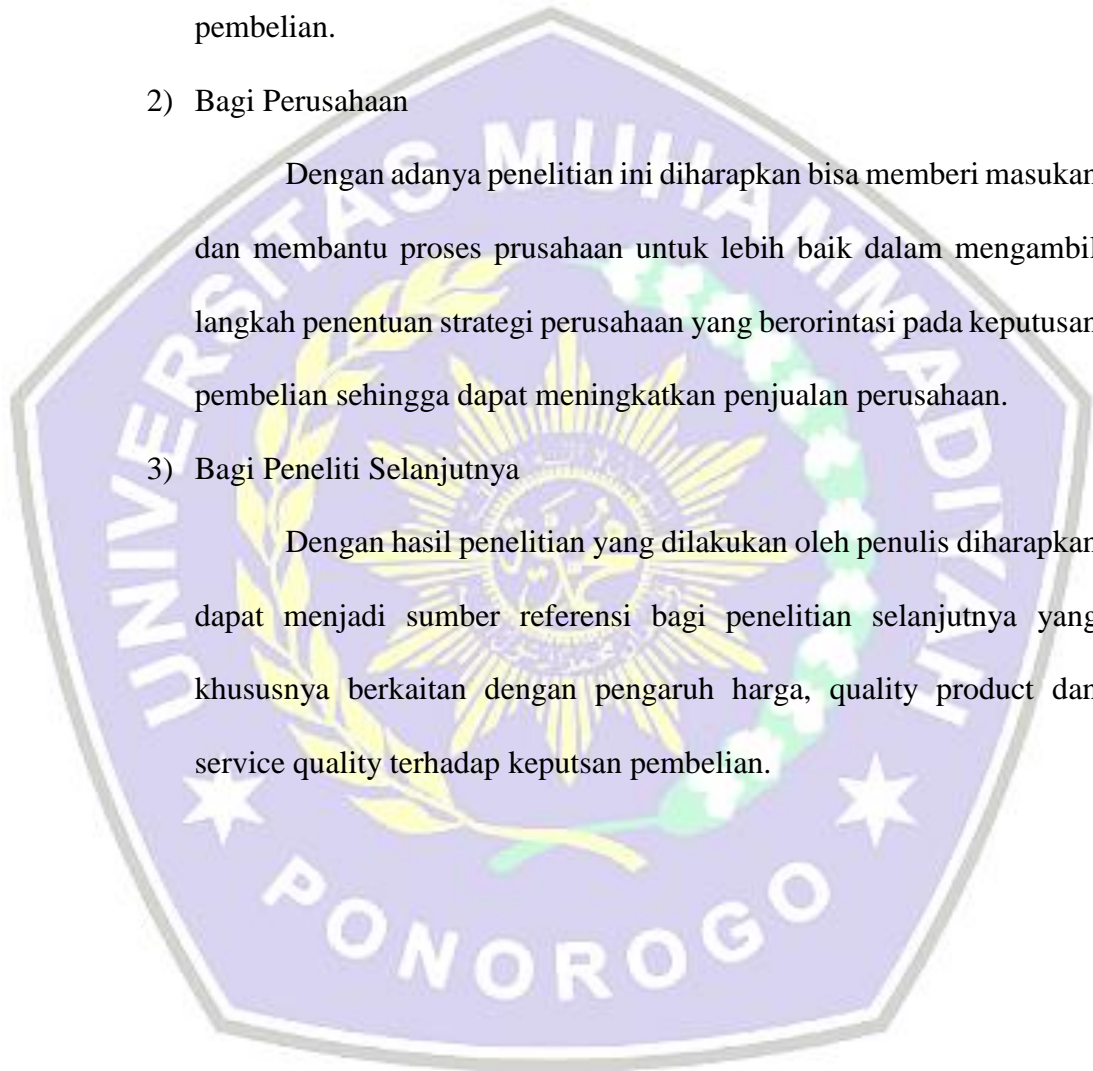 pembelian.
2) Bagi Perusahaan
Dengan adanya penelitian ini diharapkan bisa memberi masukan
dan membantu proses prusahaan untuk lebih baik dalam mengambil
langkah penentuan strategi perusahaan yang berorintasi pada keputusan
pembelian sehingga dapat meningkatkan penjualan perusahaan.
3) Bagi Peneliti Selanjutnya
Dengan hasil penelitian yang dilakukan oleh penulis diharapkan
dapat menjadi sumber referensi bagi penelitian selanjutnya yang
khususnya berkaitan dengan pengaruh harga, quality product dan
service quality terhadap keputsan pembelian.
UNIVERSITAS MUHAMMADIYAH
PONOROGO